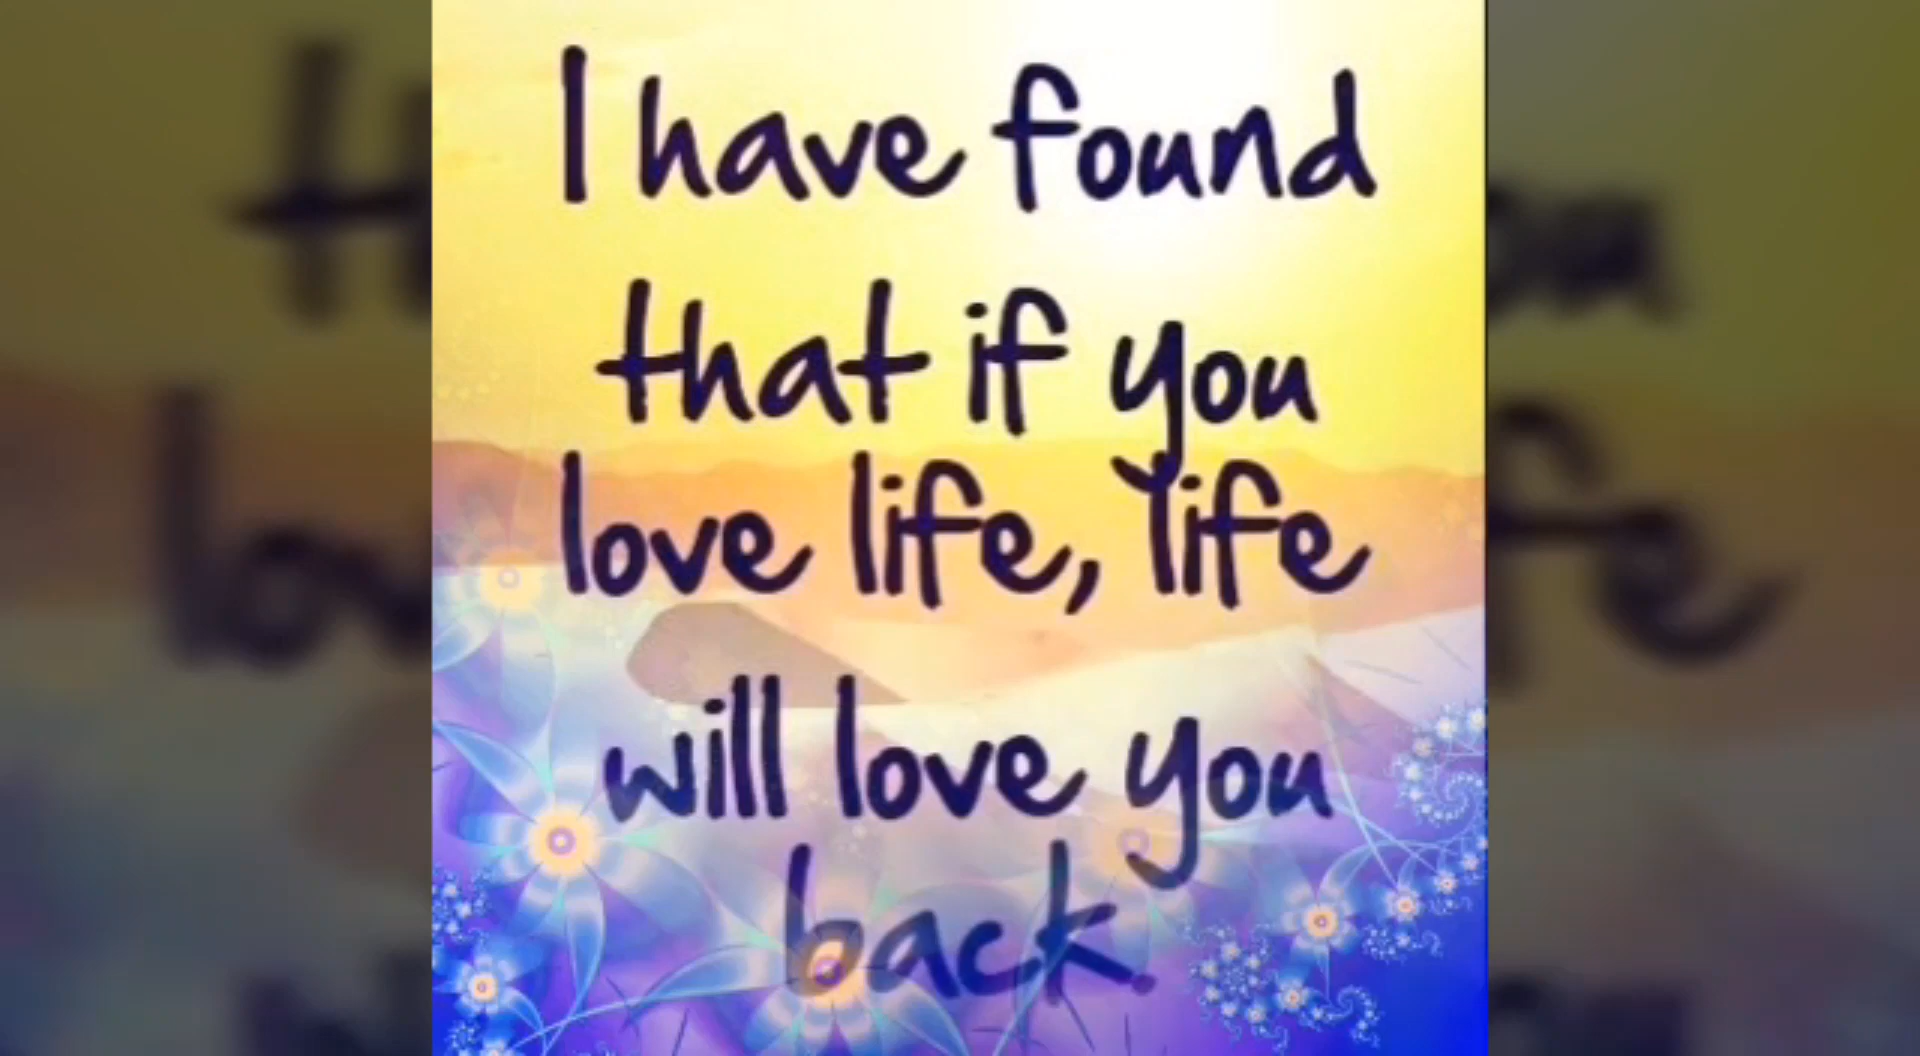 I have found
that if you
love life, life
will love you
back.